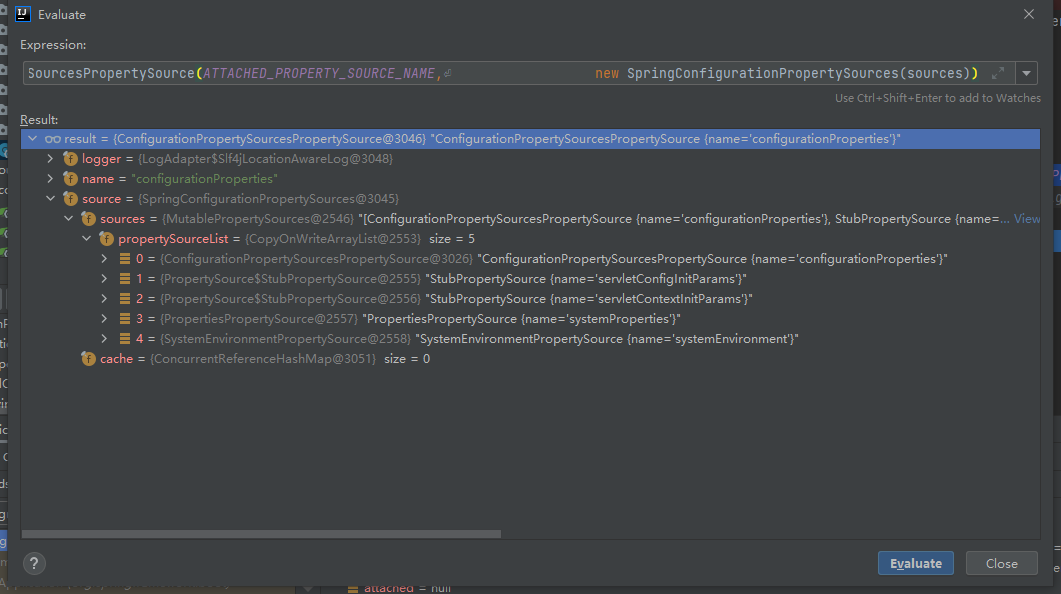 Evaluate
Expression:
SourcesPropertySource(ATTACHED_PROPERTY_SOURCE_NAME,⏎ new SpringConfigurationPropertySources(sources))
Use Ctrl+Shift+Enter to add to Watches
Result:
result = {ConfigurationPropertySourcesPropertySource@3046} "ConfigurationPropertySourcesPropertySource {name='configurationProperties'}"
logger = {LogAdapter$Slf4jLocationAwareLog@3048}
name = "configurationProperties"
source = {SpringConfigurationPropertySources@3045}
sources = {MutablePropertySources@2546} "[ConfigurationPropertySourcesPropertySource {name='configurationProperties'}, StubPropertySource {name=... View
propertySourceList = {CopyOnWriteArrayList@2553} size = 5
0 = {ConfigurationPropertySourcesPropertySource@3026} "ConfigurationPropertySourcesPropertySource {name='configurationProperties'}"
1 = {PropertySource$StubPropertySource@2555} "StubPropertySource {name='servletConfigInitParams'}"
2 = {PropertySource$StubPropertySource@2556} "StubPropertySource {name='servletContextInitParams'}"
3 = {PropertiesPropertySource@2557} "PropertiesPropertySource {name='systemProperties'}"
4 = {SystemEnvironmentPropertySource@2558} "SystemEnvironmentPropertySource {name='systemEnvironment'}"
cache = {ConcurrentReferenceHashMap@3051} size = 0
?
Evaluate
Close
attached = null